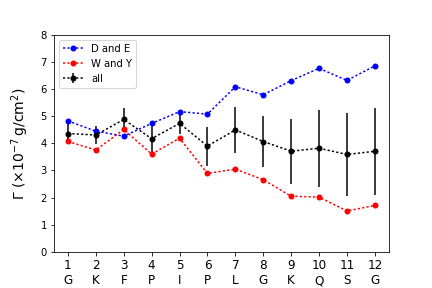 8
7
6
5
4
3
2
1
0
Γ (×10⁻⁷ g/cm²)
D and E
W and Y
all
1 2 3 4 5 6 7 8 9 10 11 12
G K F P I P L G K Q S G